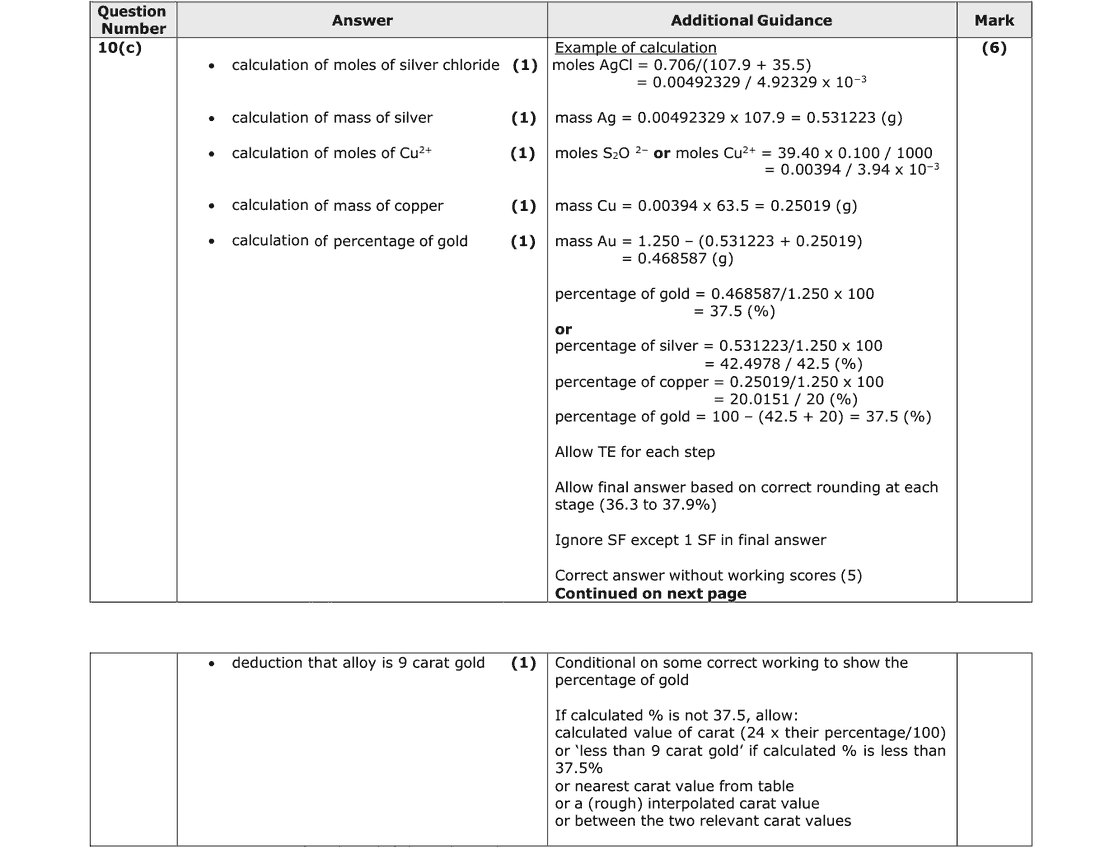 Question Number Answer Additional Guidance Mark
10(c) Example of calculation (6)
• calculation of moles of silver chloride (1) moles AgCl = 0.706/(107.9 + 35.5)
= 0.00492329 / 4.92329 x 10⁻³
• calculation of mass of silver (1) mass Ag = 0.00492329 x 107.9 = 0.531223 (g)
• calculation of moles of Cu²⁺ (1) moles S₂O ²⁻ or moles Cu²⁺ = 39.40 x 0.100 / 1000
= 0.00394 / 3.94 x 10⁻³
• calculation of mass of copper (1) mass Cu = 0.00394 x 63.5 = 0.25019 (g)
• calculation of percentage of gold (1) mass Au = 1.250 – (0.531223 + 0.25019)
= 0.468587 (g)
percentage of gold = 0.468587/1.250 x 100
= 37.5 (%)
or
percentage of silver = 0.531223/1.250 x 100
= 42.4978 / 42.5 (%)
percentage of copper = 0.25019/1.250 x 100
= 20.0151 / 20 (%)
percentage of gold = 100 – (42.5 + 20) = 37.5 (%)
Allow TE for each step
Allow final answer based on correct rounding at each
stage (36.3 to 37.9%)
Ignore SF except 1 SF in final answer
Correct answer without working scores (5)
Continued on next page
• deduction that alloy is 9 carat gold (1) Conditional on some correct working to show the
percentage of gold
If calculated % is not 37.5, allow:
calculated value of carat (24 x their percentage/100)
or ‘less than 9 carat gold’ if calculated % is less than
37.5%
or nearest carat value from table
or a (rough) interpolated carat value
or between the two relevant carat values